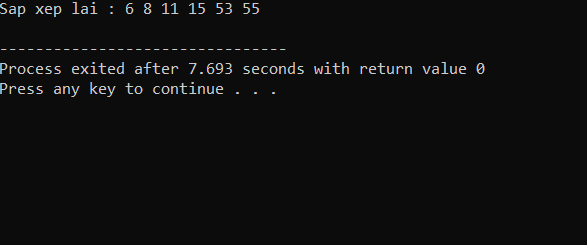 Sap xep lai : 6 8 11 15 53 55
--------------------------------
Process exited after 7.693 seconds with return value 0
Press any key to continue . . .